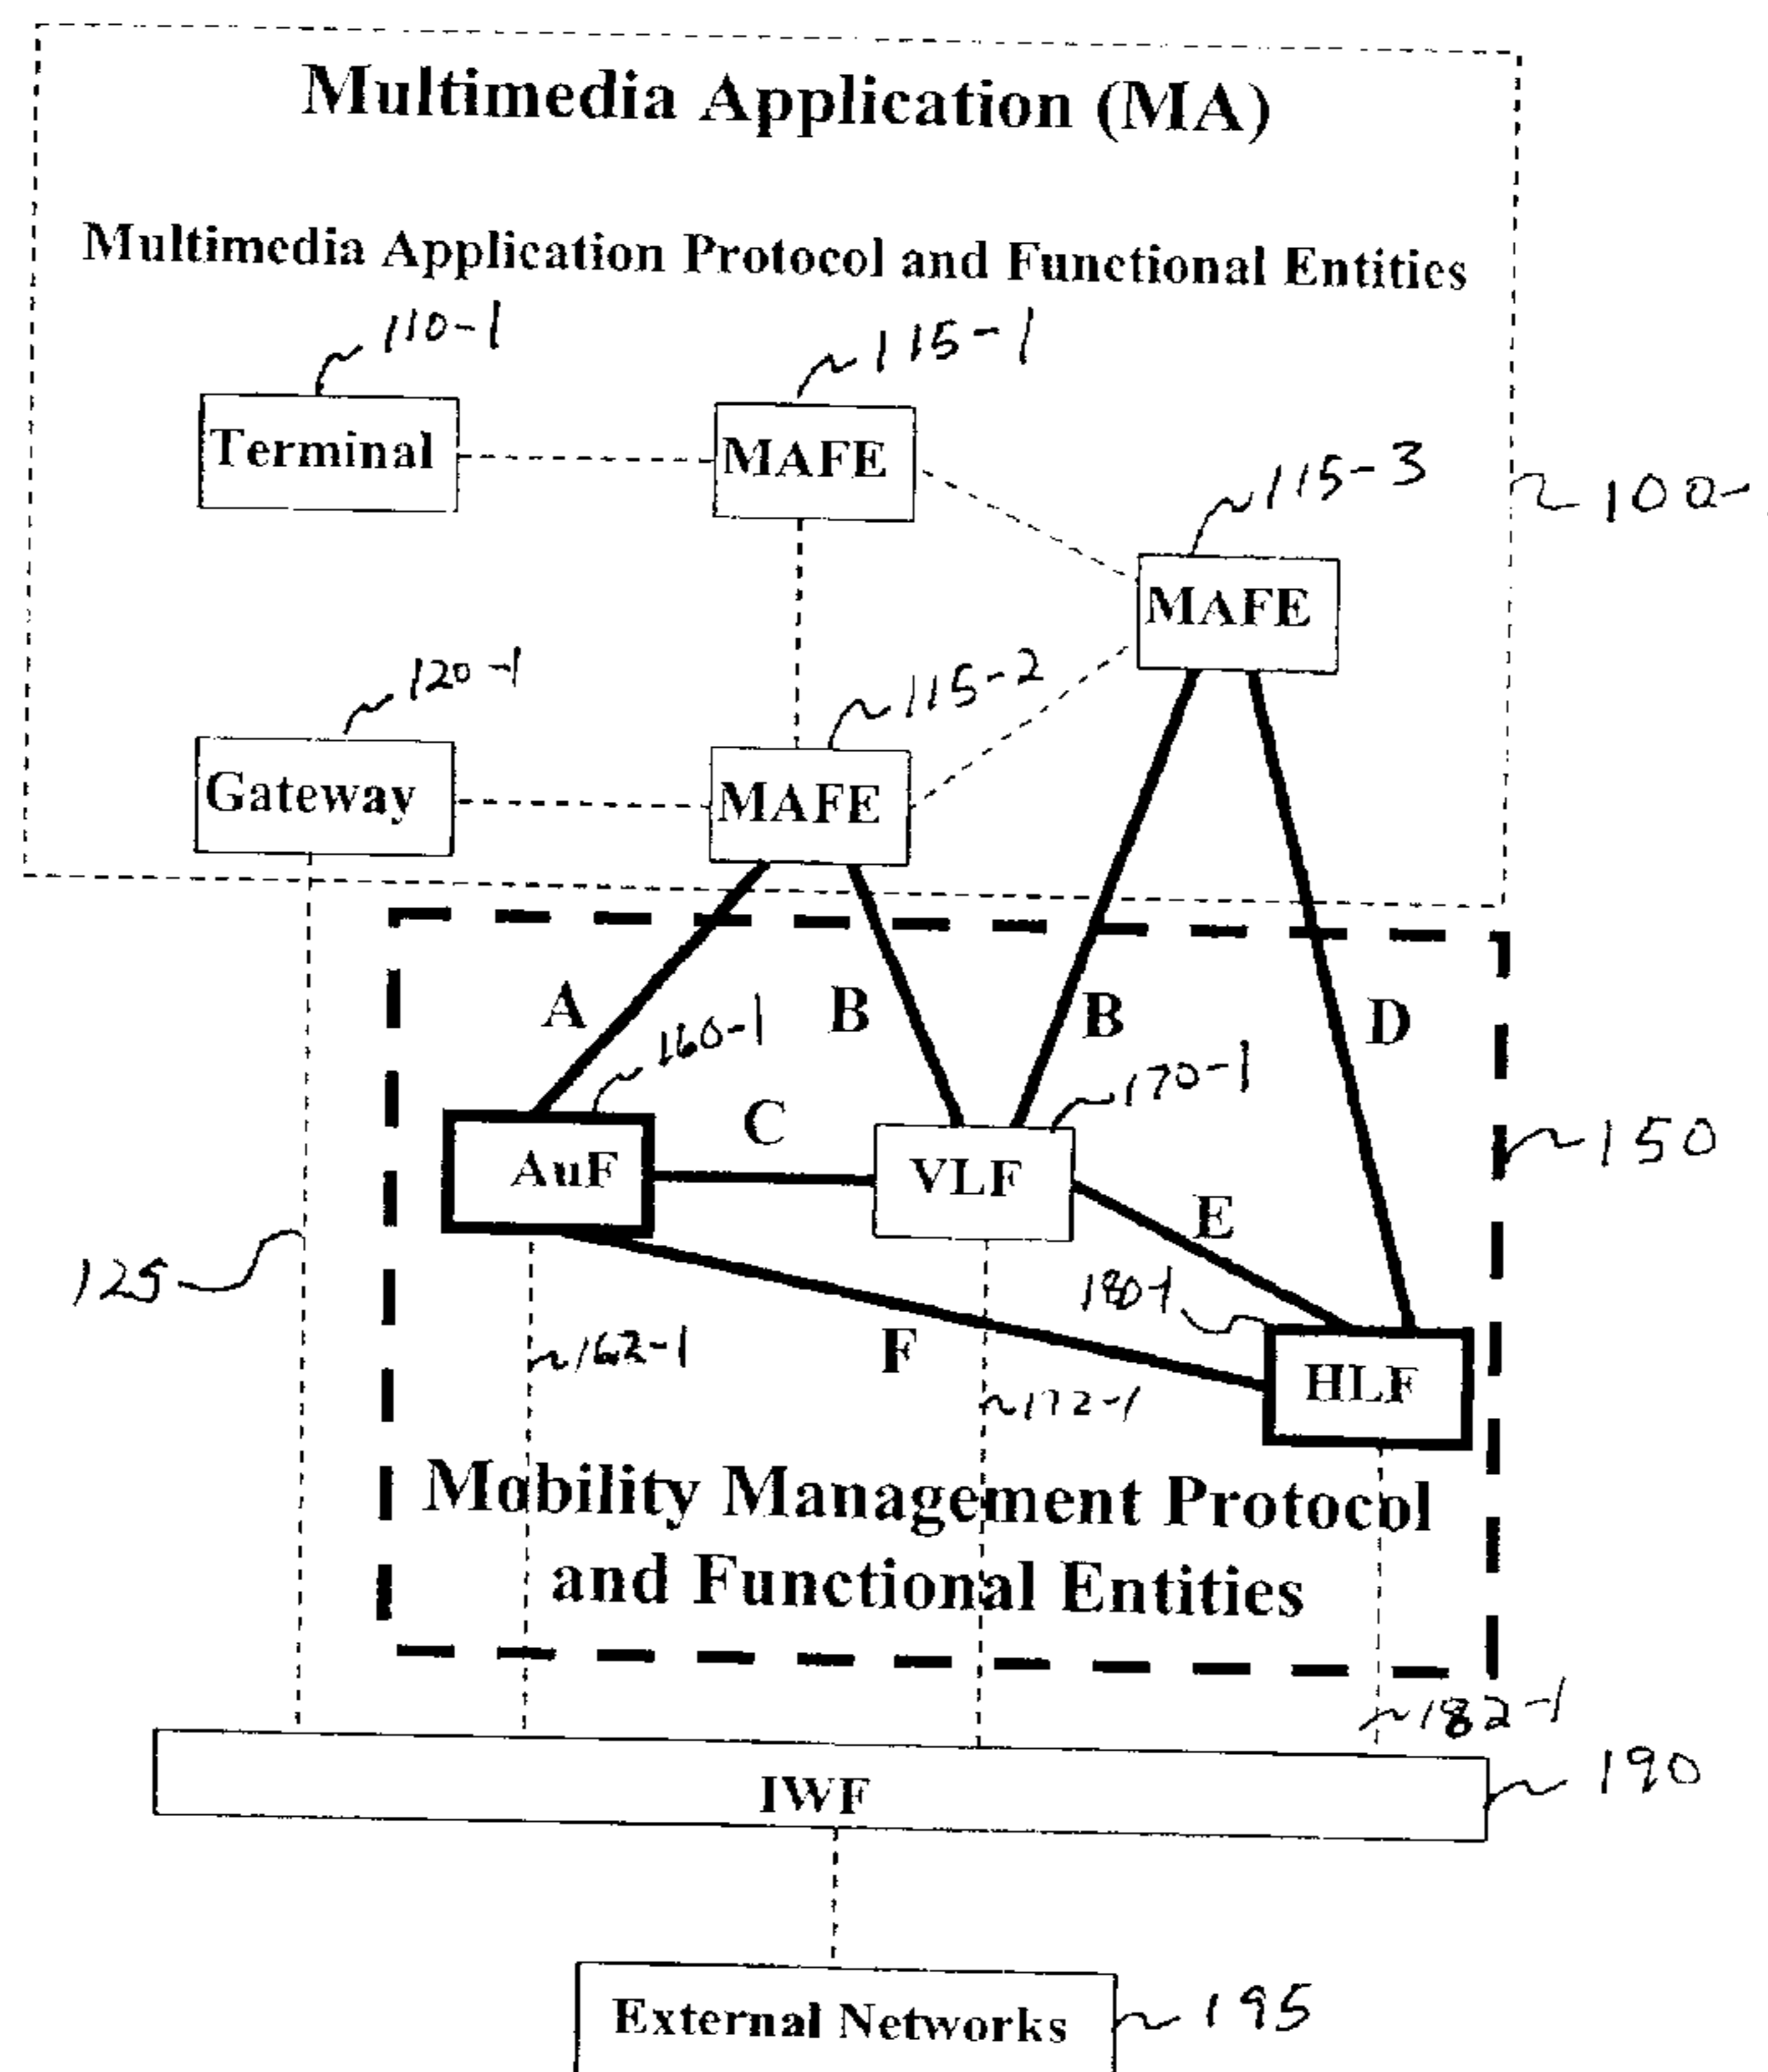 Multimedia Application (MA)
Multimedia Application Protocol and Functional Entities
110-1
115-1
Terminal
MAFE
115-3
100-
MAFE
120-1
115-2
Gateway
MAFE
A
B
B
D
160-1
170-1
C
150
AuF
VLF
E
125
180-1
F
162-1
HLF
172-1
Mobility Management Protocol
and Functional Entities
182-1
IWF
190
External Networks
195